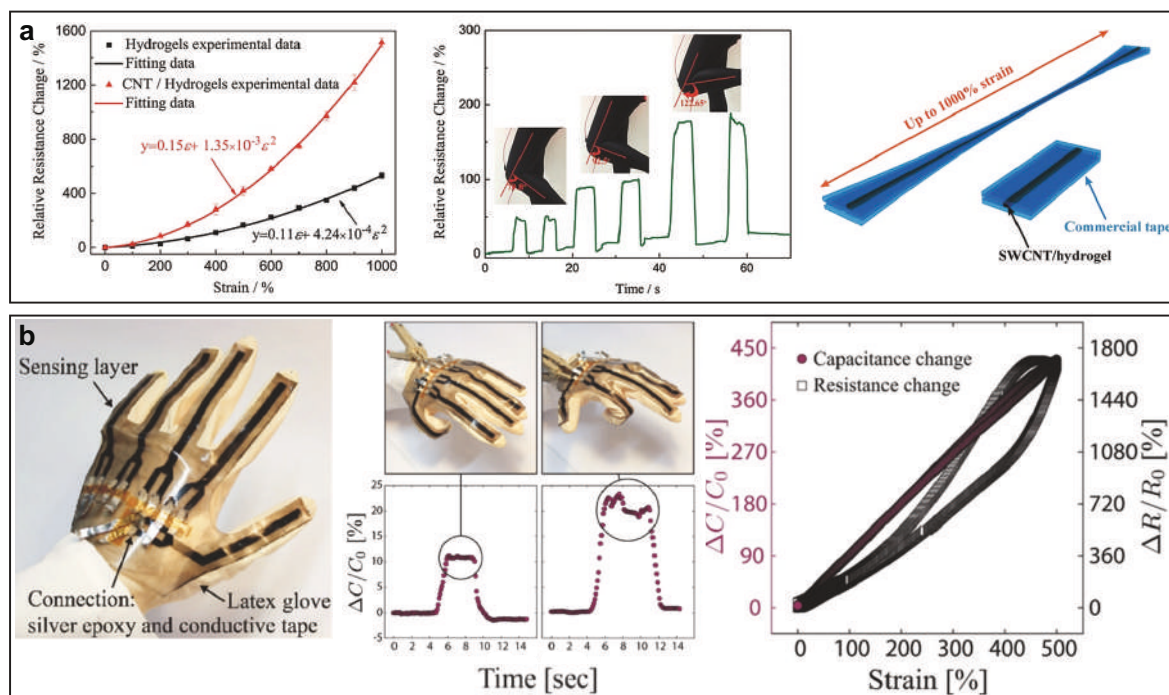 a
1600
1200
800
400
0
Relative Resistance Change / %
Hydrogels experimental data
Fitting data
CNT / Hydrogels experimental data
Fitting data
y=0.15ε+ 1.35×10⁻³ε²
y=0.11ε+ 4.24×10⁻⁴ε²
0 200 400 600 800 1000
Strain / %
300
200
100
0
Relative Resistance Change / %
122.65°
0 20 40 60
Time / s
Up to 1000% strain
Commercial tape
SWCNT/hydrogel
b
Sensing layer
Connection:
silver epoxy and conductive tape
Latex glove
25
20
15
10
5
0
-5
ΔC/C₀ [%]
0 2 4 6 8 10 12 14
0 2 4 6 8 10 12 14
Time [sec]
450
360
270
180
90
0
ΔC/C₀ [%]
Capacitance change
Resistance change
1800
1440
1080
720
360
0
ΔR/R₀ [%]
0 100 200 300 400 500
Strain [%]